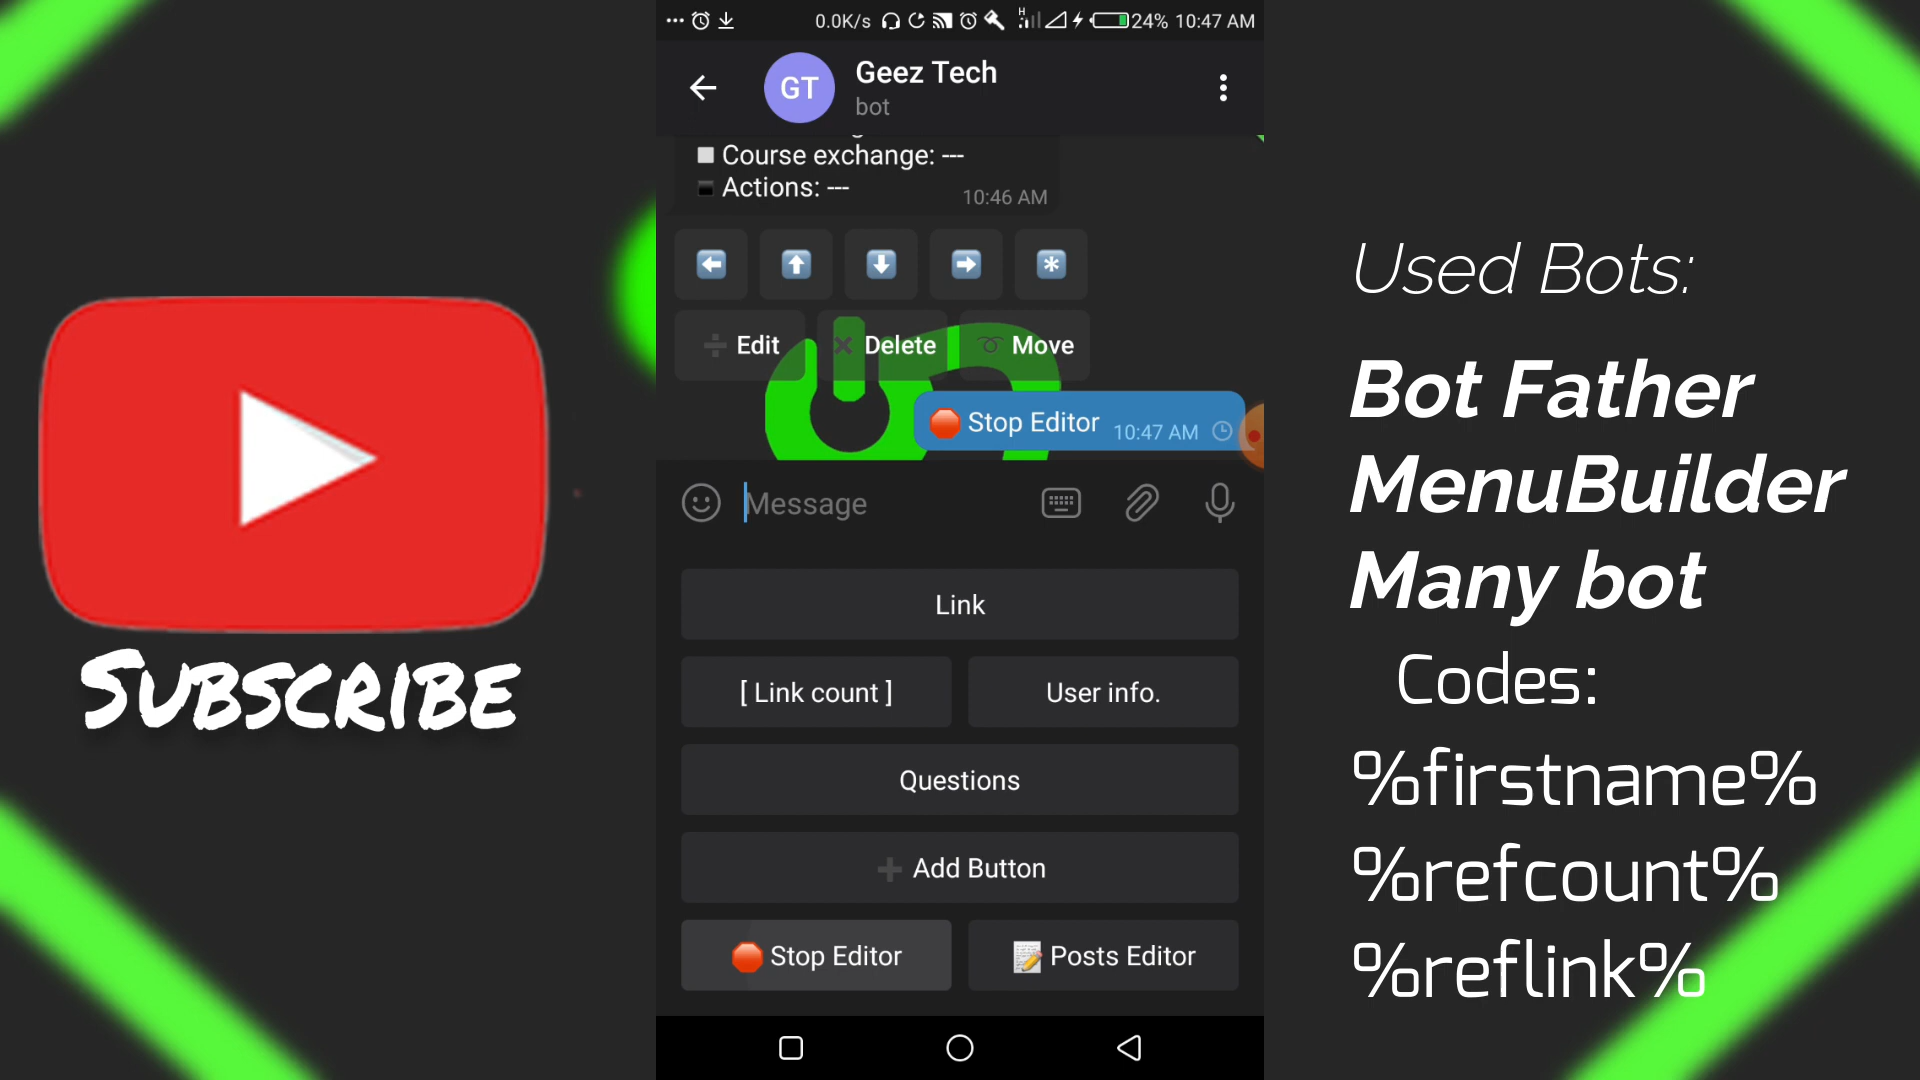 SUBSCRIBE
0.0K/s
H
24% 10:47 AM
GT
Geez Tech
bot
Course exchange: ---
Actions: ---
10:46 AM
Edit
Delete
Move
Stop Editor 10:47 AM
Message
Link
[ Link count ]
User info.
Questions
Add Button
Stop Editor
Posts Editor
Used Bots:
Bot Father
MenuBuilder
Many bot
Codes:
%firstname%
%refcount%
%reflink%